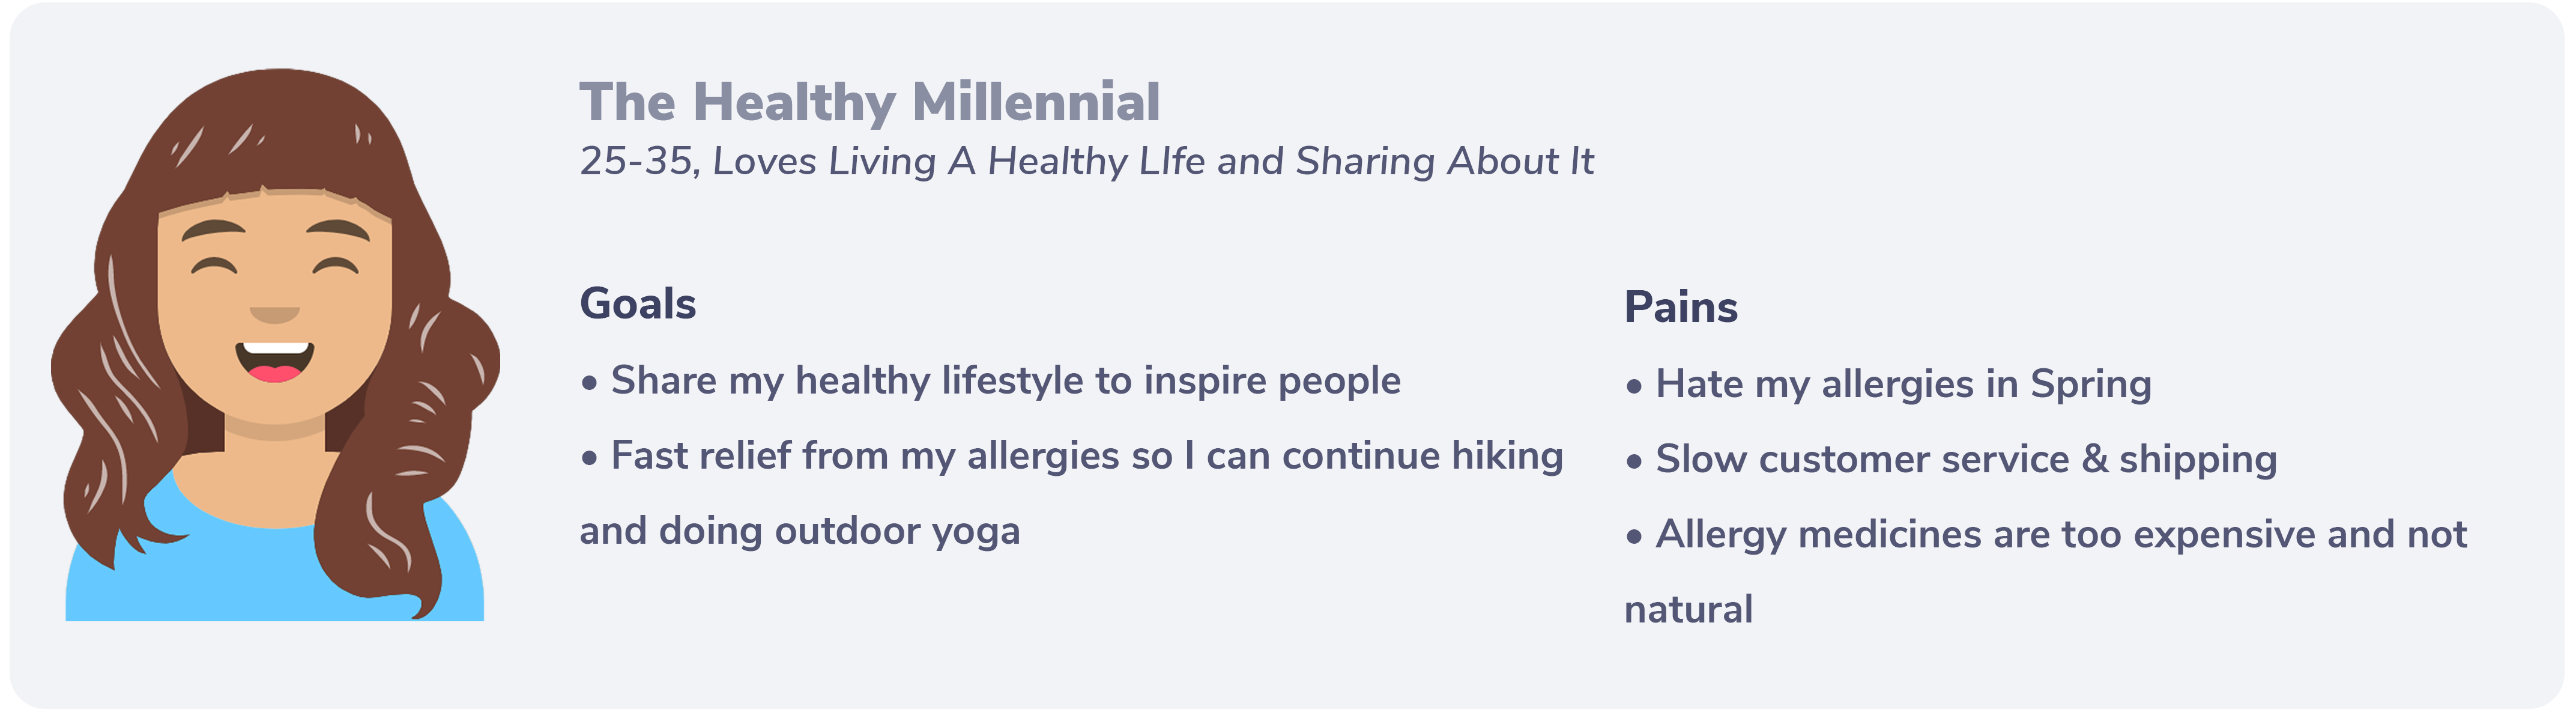 The Healthy Millennial
25-35, Loves Living A Healthy LIfe and Sharing About It
Goals
• Share my healthy lifestyle to inspire people
• Fast relief from my allergies so I can continue hiking
and doing outdoor yoga
Pains
• Hate my allergies in Spring
• Slow customer service & shipping
• Allergy medicines are too expensive and not
natural